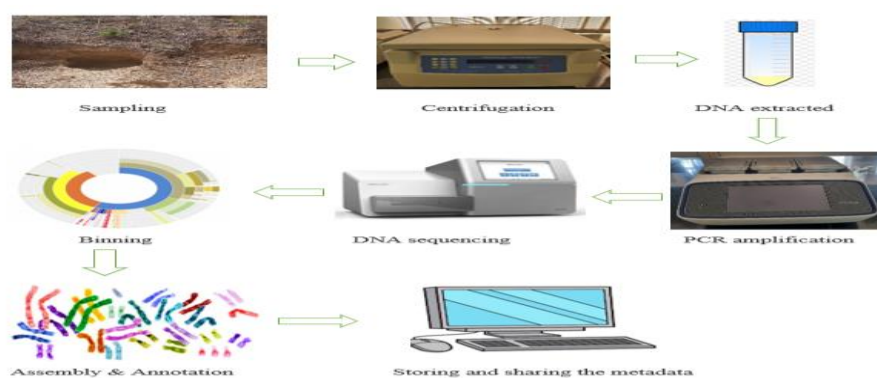 Sampling
Centrifugation
DNA extracted
PCR amplification
DNA sequencing
Binning
Assembly & Annotation
Storing and sharing the metadata